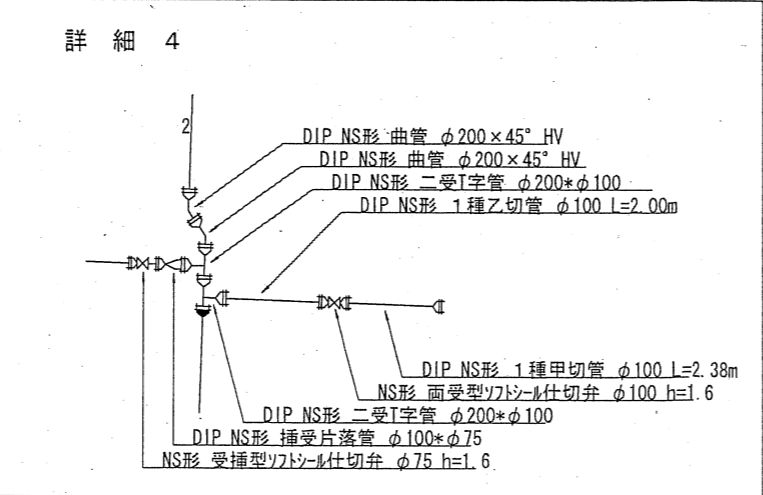 詳 細 4
2
DIP NS形 曲管 φ200×45° HV
DIP NS形 曲管 φ200×45° HV
DIP NS形 二受T字管 φ200*φ100
DIP NS形 1種乙切管 φ100 L=2.00m
DIP NS形 1種甲切管 φ100 L=2.38m
NS形 両受型ソフトシール仕切弁 φ100 h=1.6
DIP NS形 二受T字管 φ200*φ100
DIP NS形 挿受片落管 φ100*φ75
NS形 受挿型ソフトシール仕切弁 φ75 h=1.6